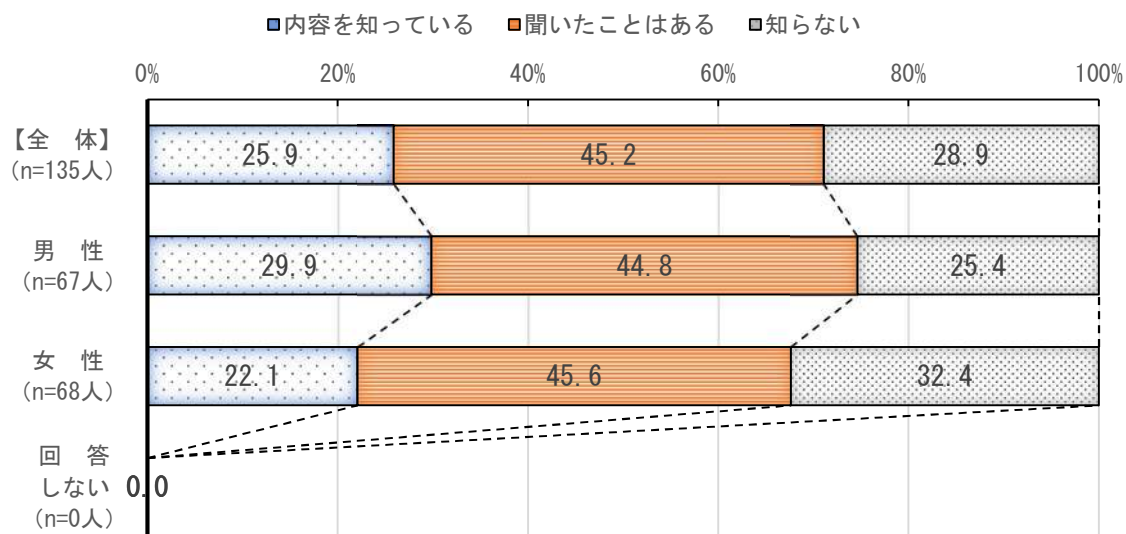 内容を知っている 聞いたことはある 知らない
0% 20% 40% 60% 80% 100%
【全 体】
(n=135人)
25.9 45.2 28.9
男 性
(n=67人)
29.9 44.8 25.4
女 性
(n=68人)
22.1 45.6 32.4
回 答
しない
(n=0人)
0.0